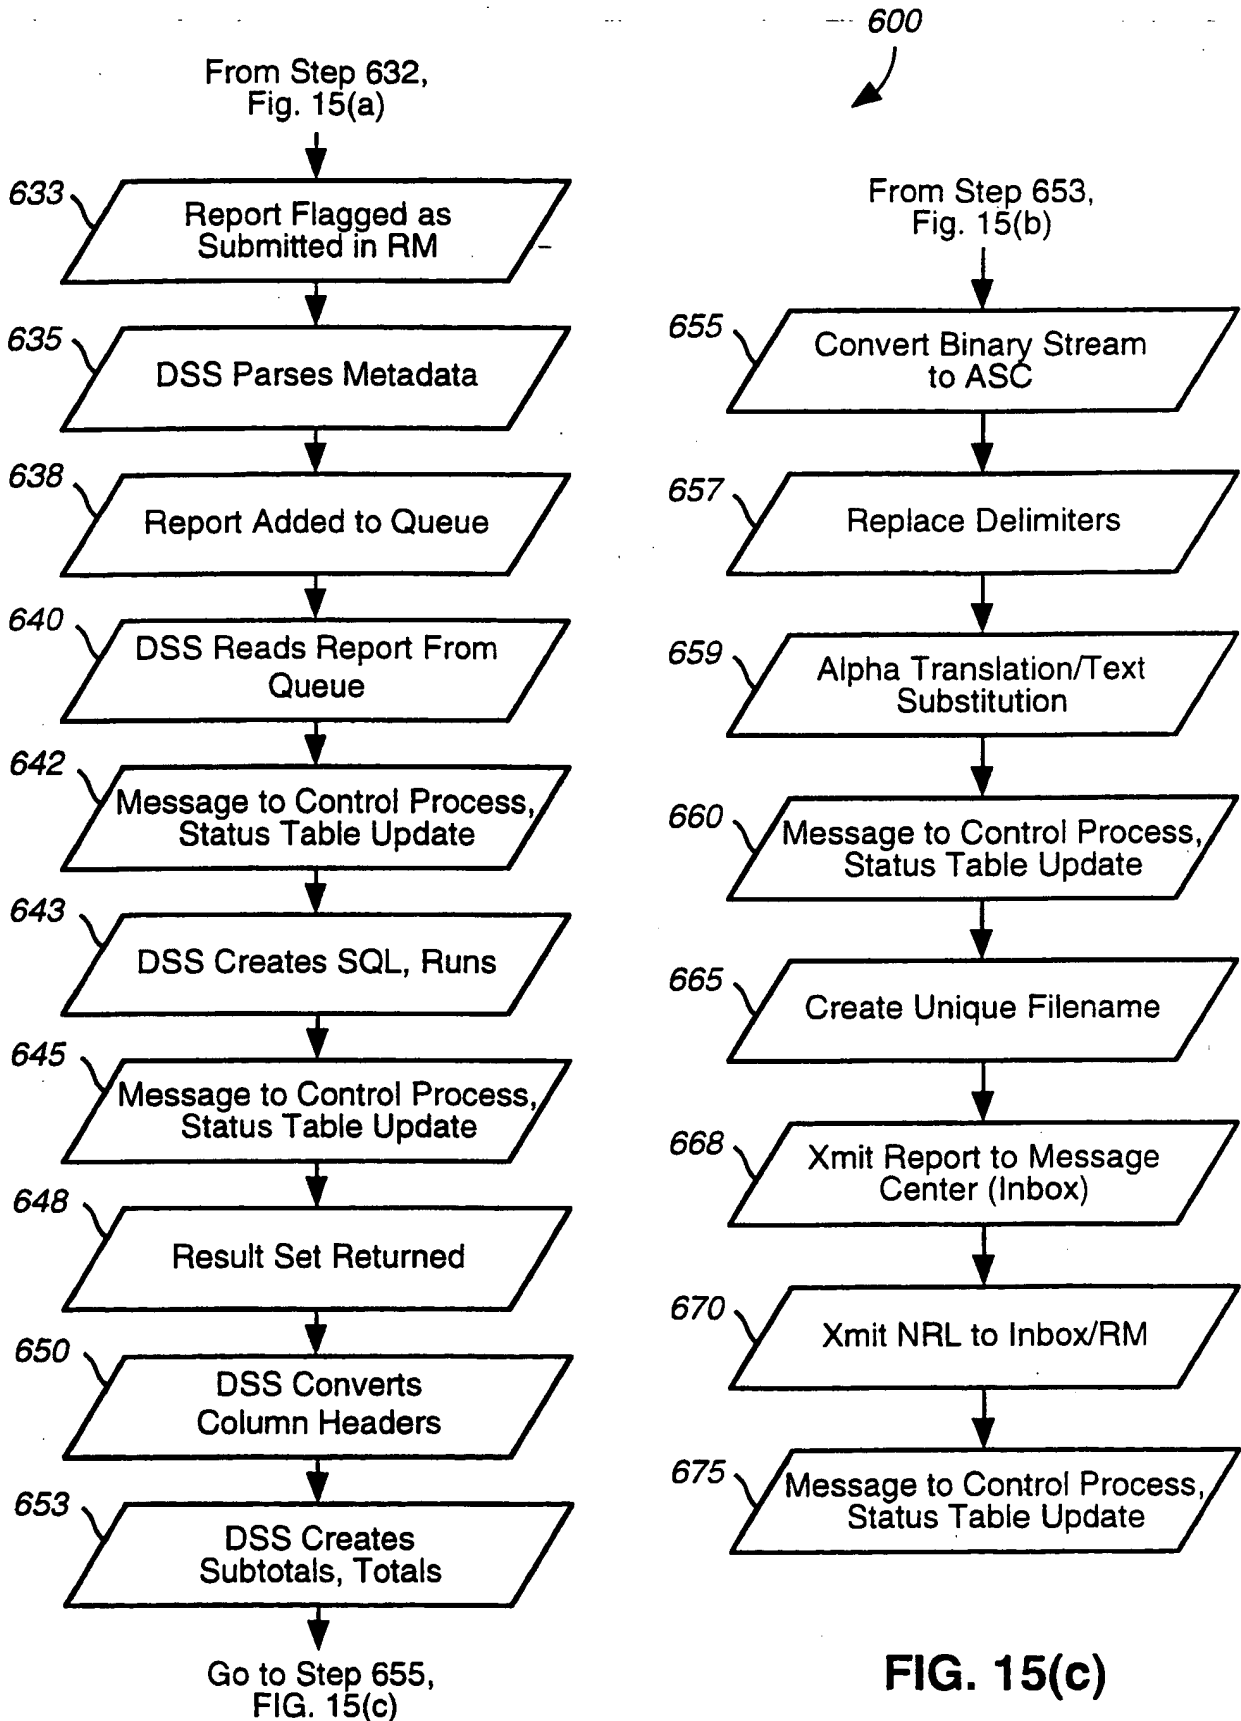 600
From Step 632,
Fig. 15(a)
633
Report Flagged as
Submitted in RM
635
DSS Parses Metadata
638
Report Added to Queue
640
DSS Reads Report From
Queue
642
Message to Control Process,
Status Table Update
643
DSS Creates SQL, Runs
645
Message to Control Process,
Status Table Update
648
Result Set Returned
650
DSS Converts
Column Headers
653
DSS Creates
Subtotals, Totals
Go to Step 655,
FIG. 15(c)
From Step 653,
Fig. 15(b)
655
Convert Binary Stream
to ASC
657
Replace Delimiters
659
Alpha Translation/Text
Substitution
660
Message to Control Process,
Status Table Update
665
Create Unique Filename
668
Xmit Report to Message
Center (Inbox)
670
Xmit NRL to Inbox/RM
675
Message to Control Process,
Status Table Update
FIG. 15(c)